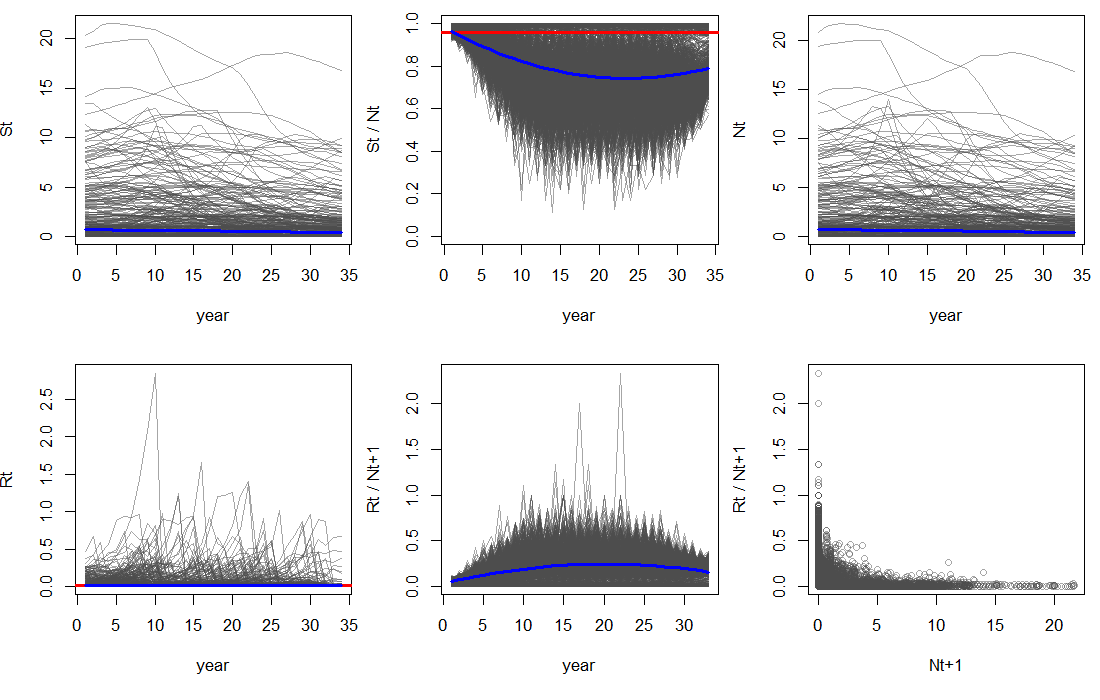 St
0 5 10 15 20
0 5 10 15 20 25 30 35
year
St / Nt
0.0 0.2 0.4 0.6 0.8 1.0
0 5 10 15 20 25 30 35
year
Nt
0 5 10 15 20
0 5 10 15 20 25 30 35
year
Rt
0.0 0.5 1.0 1.5 2.0 2.5
0 5 10 15 20 25 30 35
year
Rt / Nt+1
0.0 0.5 1.0 1.5 2.0
0 5 10 15 20 25 30
year
Rt / Nt+1
0.0 0.5 1.0 1.5 2.0
0 5 10 15 20
Nt+1